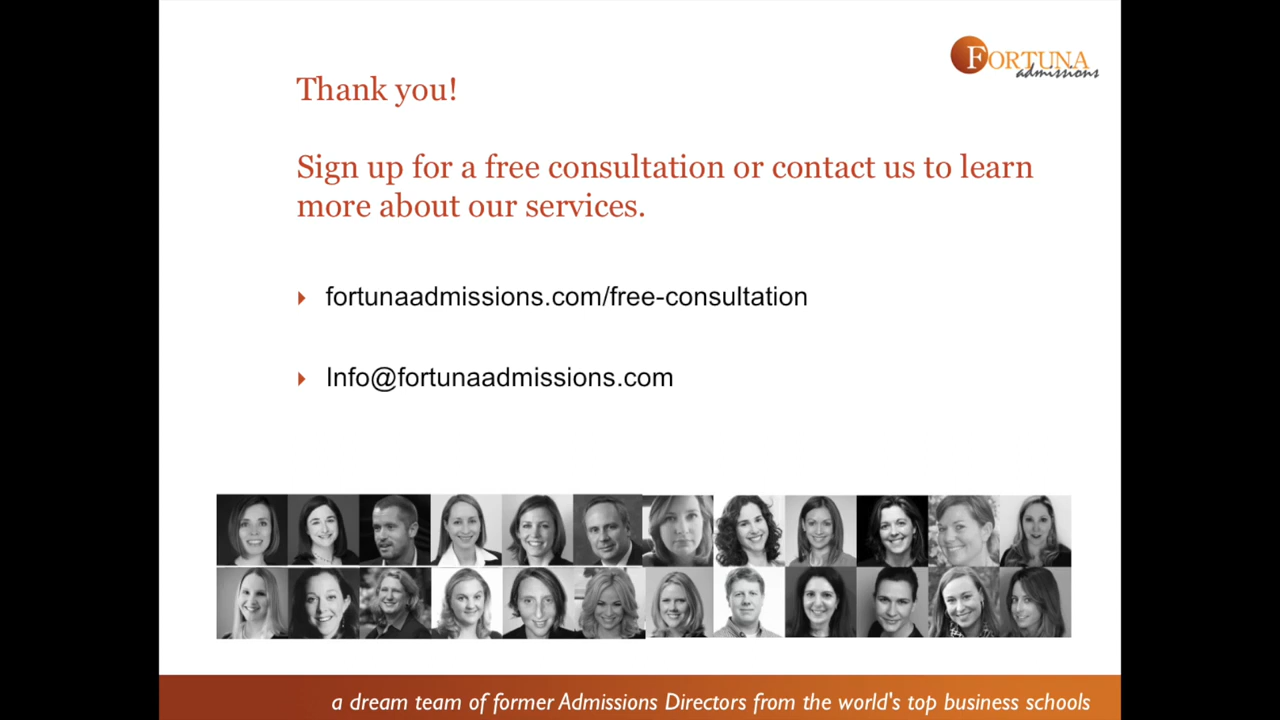 FORTUNA
admissions
Thank you!
Sign up for a free consultation or contact us to learn
more about our services.
fortunaadmissions.com/free-consultation
Info@fortunaadmissions.com
a dream team of former Admissions Directors from the world's top business schools